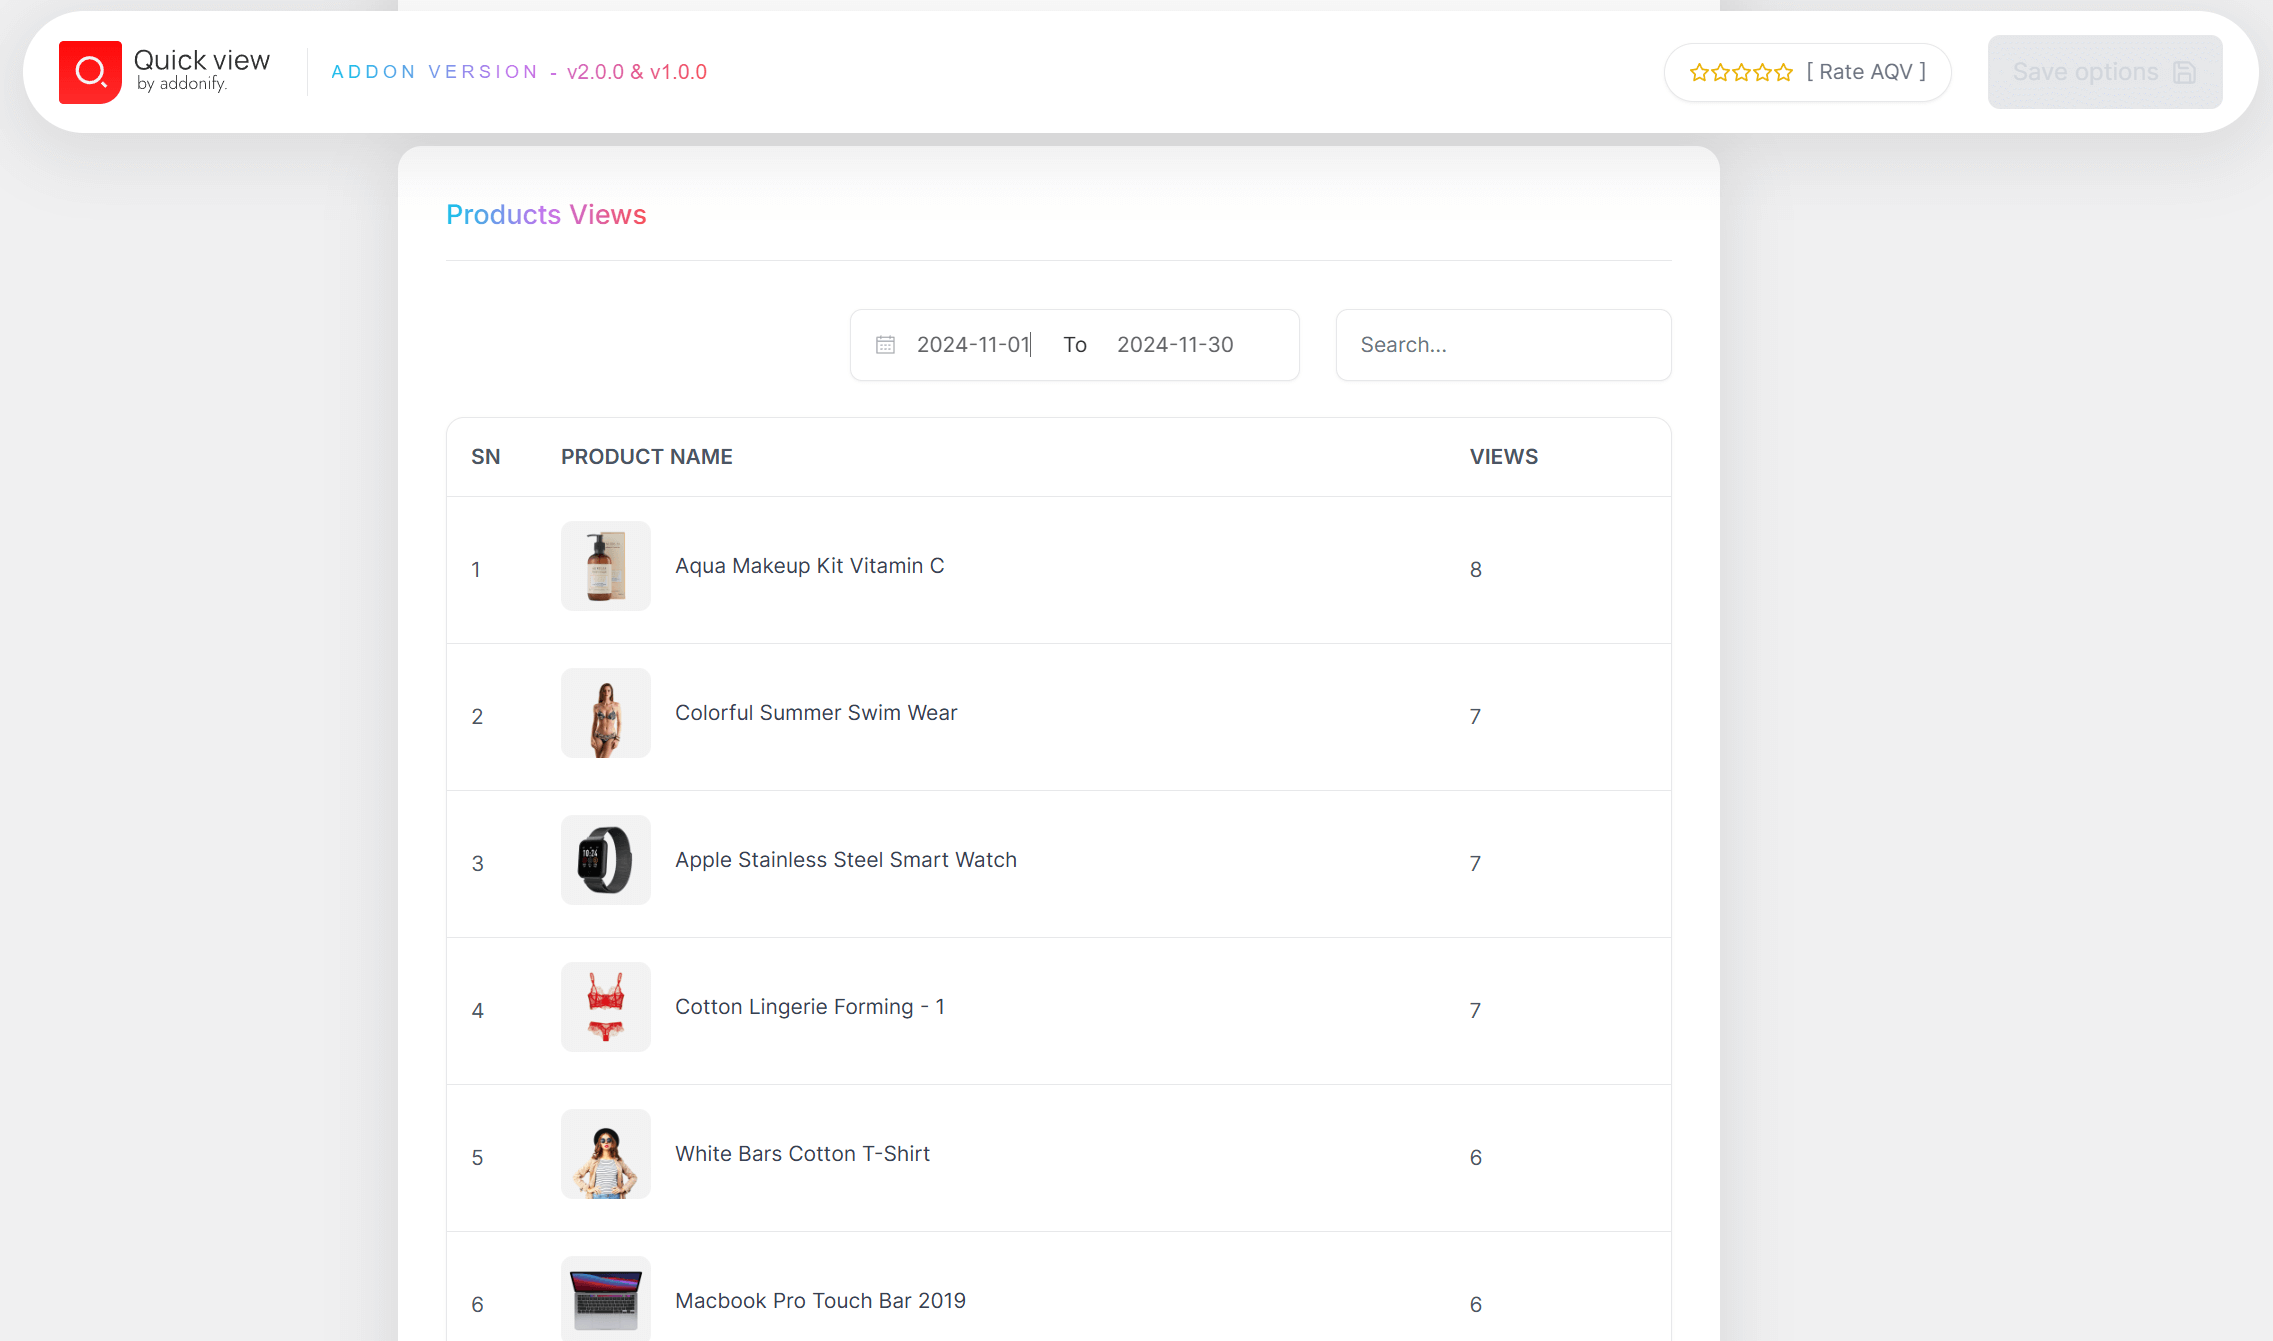 Quick view
by addonify.
ADDON VERSION - v2.0.0 & v1.0.0
[ Rate AQV ]
Save options
Products Views
2024-11-01 To 2024-11-30
Search...
SN PRODUCT NAME VIEWS
1 Aqua Makeup Kit Vitamin C 8
2 Colorful Summer Swim Wear 7
3 Apple Stainless Steel Smart Watch 7
10:24
4 Cotton Lingerie Forming - 1 7
5 White Bars Cotton T-Shirt 6
6 Macbook Pro Touch Bar 2019 6